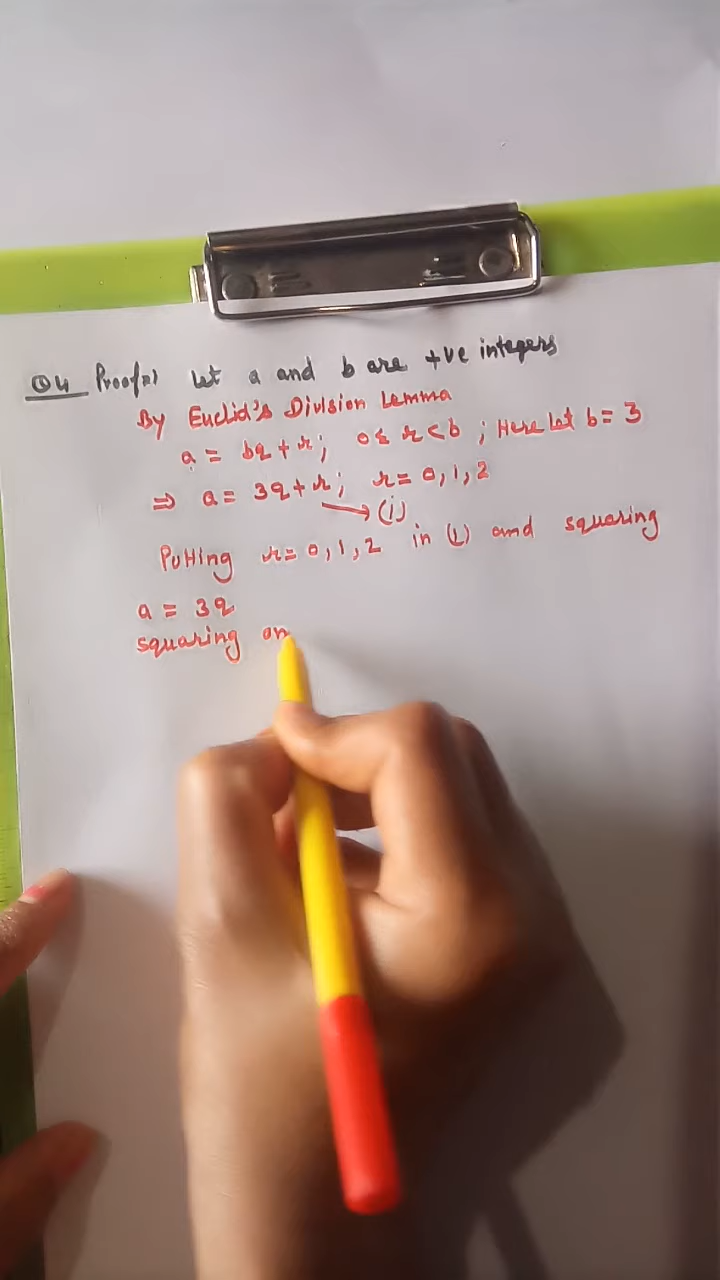 Q4 Proof(=) Let a and b are +ve integers
By Euclid's Division Lemma
a = bq + r; 0 ≤ r < b ; Here Let b = 3
⇒ a = 3q + r; r = 0, 1, 2
→ (i)
Putting r = 0, 1, 2 in (i) and squaring
a = 3q
squaring on